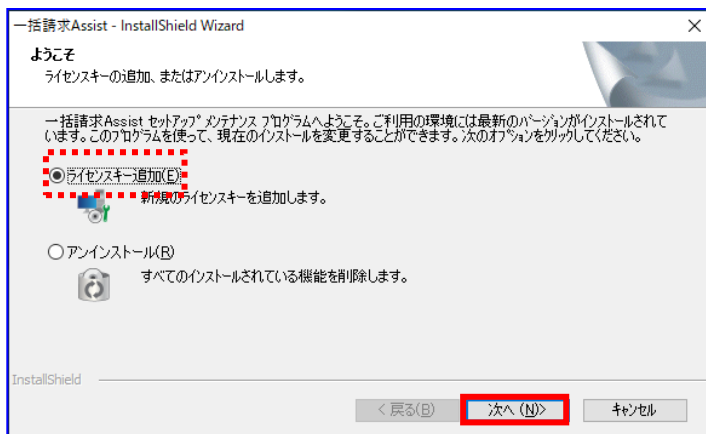 一括請求Assist - InstallShield Wizard
ようこそ
ライセンスキーの追加、またはアンインストールします。
一括請求Assist セットアップ メンテナンス プログラムへようこそ。ご利用の環境には最新のバージョンがインストールされて
います。このプログラムを使って、現在のインストールを変更することができます。次のオプションをクリックしてください。
ライセンスキー追加(E)
新規のライセンスキーを追加します。
アンインストール(R)
すべてのインストールされている機能を削除します。
InstallShield
< 戻る(B)
次へ (N)>
キャンセル